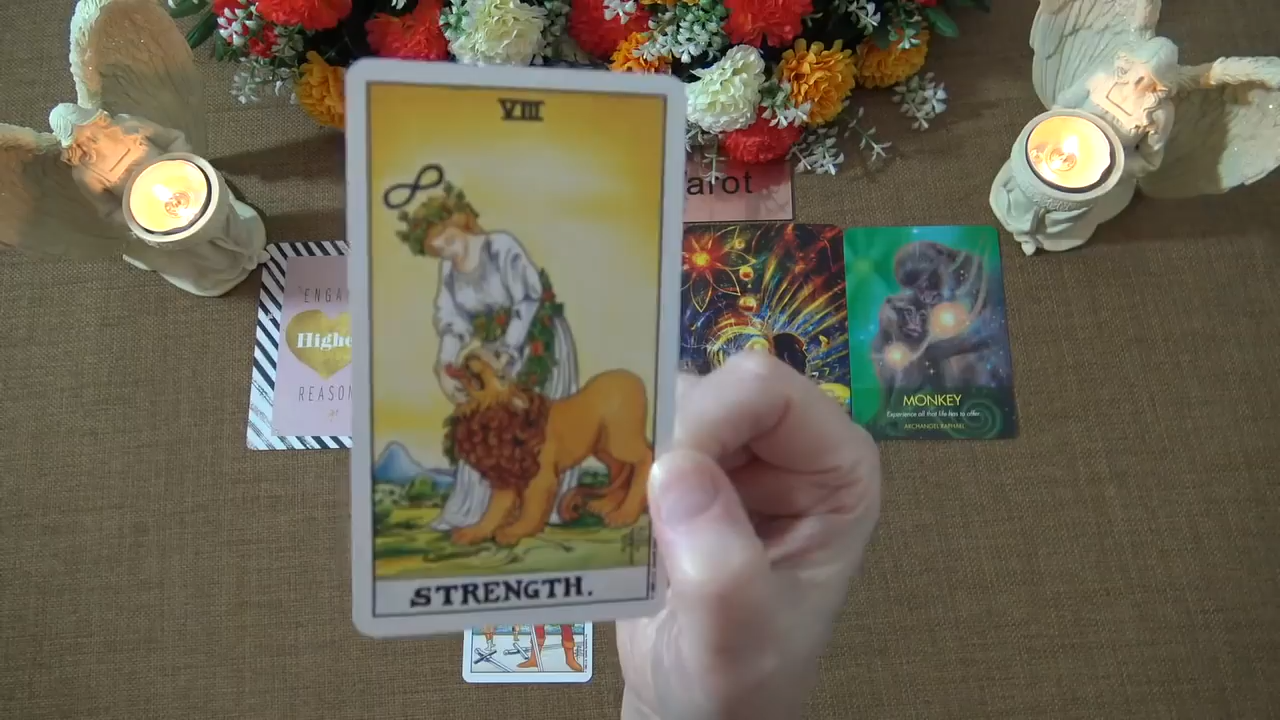 VIII
arot
ENGA
Highe
REASON
MONKEY
Experience all that life has to offer
ARCHANGEL RAPHAEL
STRENGTH.